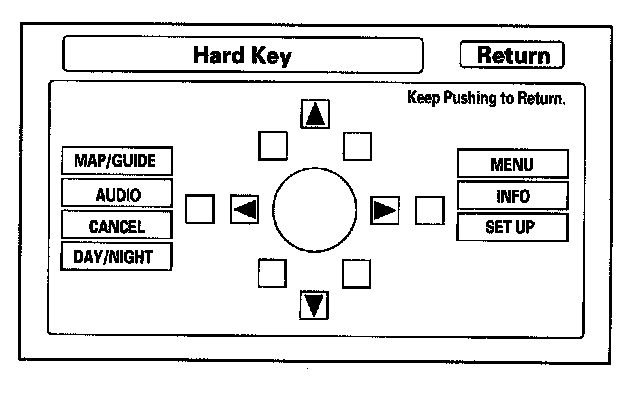 Hard Key
Return
Keep Pushing to Return.
MAP/GUIDE
AUDIO
CANCEL
DAY/NIGHT
MENU
INFO
SET UP